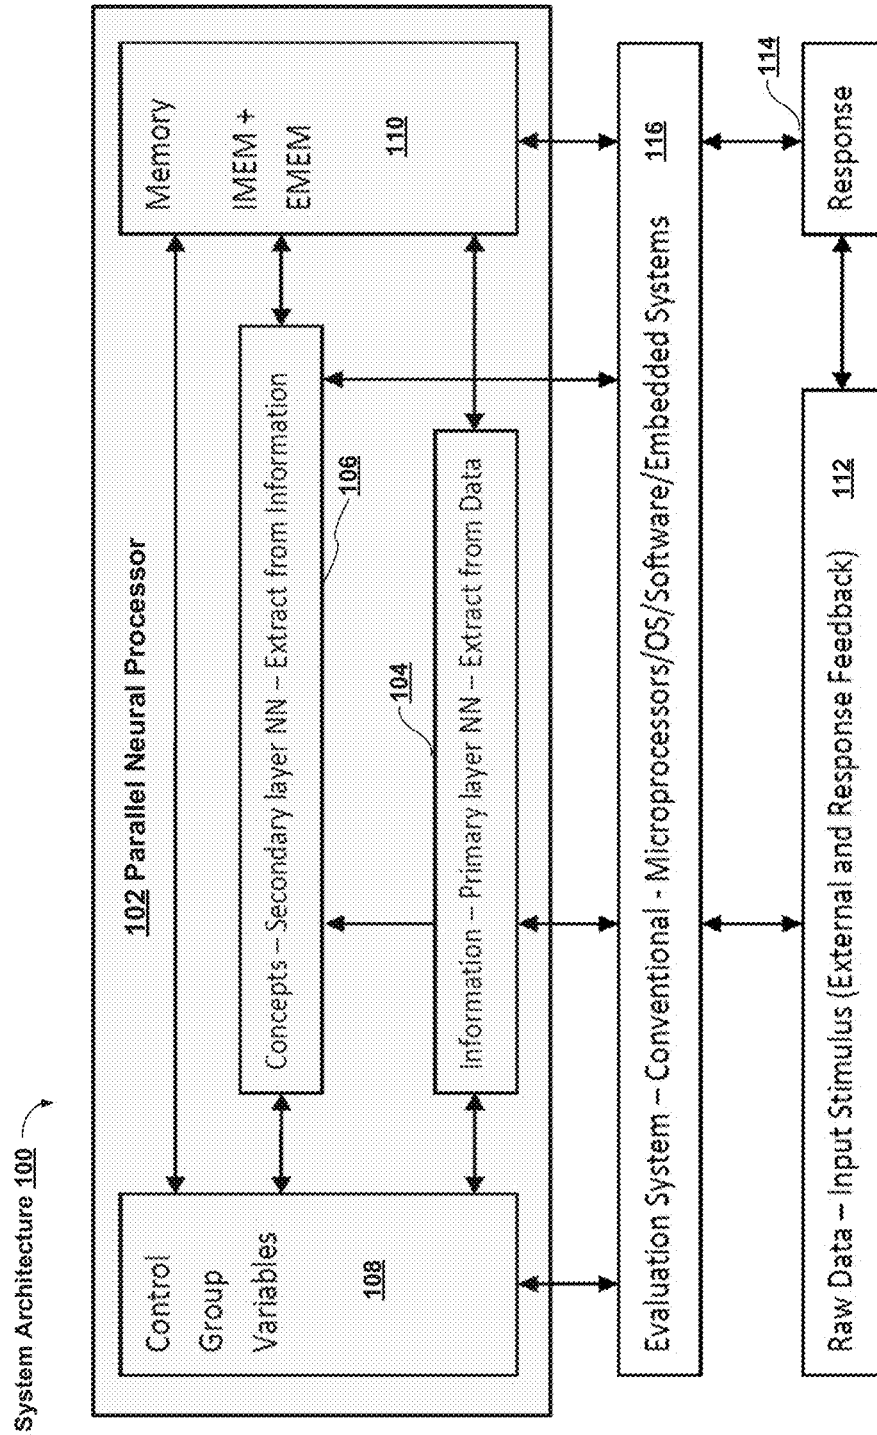 System Architecture 100
102 Parallel Neural Processor
Control
Group
Variables
108
Concepts – Secondary layer NN – Extract from Information
106
104
Information – Primary layer NN – Extract from Data
Memory
IMEM +
EMEM
110
Evaluation System – Conventional - Microprocessors/OS/Software/Embedded Systems 116
Raw Data – Input Stimulus (External and Response Feedback) 112
Response
114